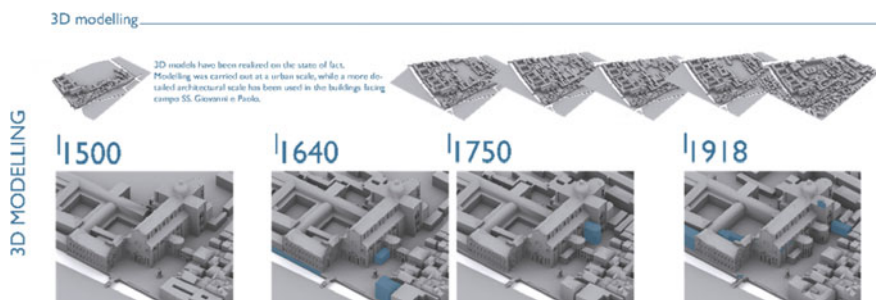 3D modelling
3D models have been realized on the state of fact.
Modelling was carried out at a urban scale, while a more de-
tailed architectural scale has been used in the buildings facing
campo SS. Giovanni e Paolo.
3D MODELLING
1500
1640
1750
1918